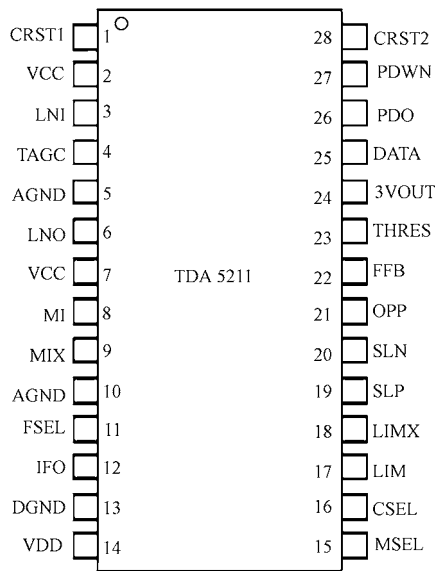 CRST1 1 28 CRST2
VCC 2 27 PDWN
LNI 3 26 PDO
TAGC 4 25 DATA
AGND 5 24 3VOUT
LNO 6 23 THRES
VCC 7 TDA 5211 22 FFB
MI 8 21 OPP
MIX 9 20 SLN
AGND 10 19 SLP
FSEL 11 18 LIMX
IFO 12 17 LIM
DGND 13 16 CSEL
VDD 14 15 MSEL